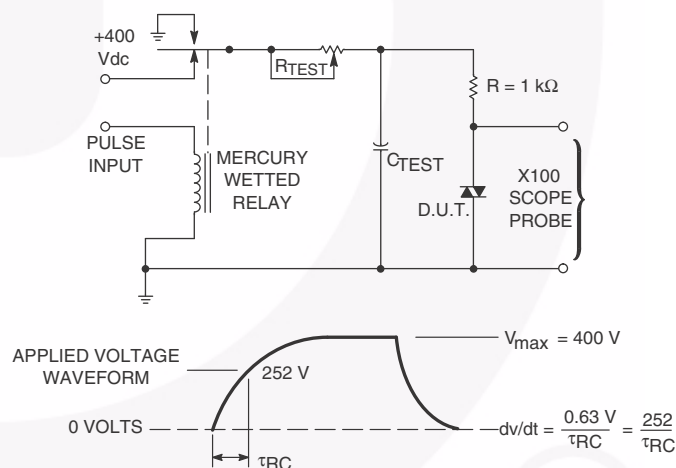 +400
Vdc
PULSE
INPUT
MERCURY
WETTED
RELAY
RTEST
CTEST
R = 1 kΩ
D.U.T.
X100
SCOPE
PROBE
APPLIED VOLTAGE
WAVEFORM
252 V
Vmax = 400 V
0 VOLTS
τRC
dv/dt = 0.63 V / τRC = 252 / τRC